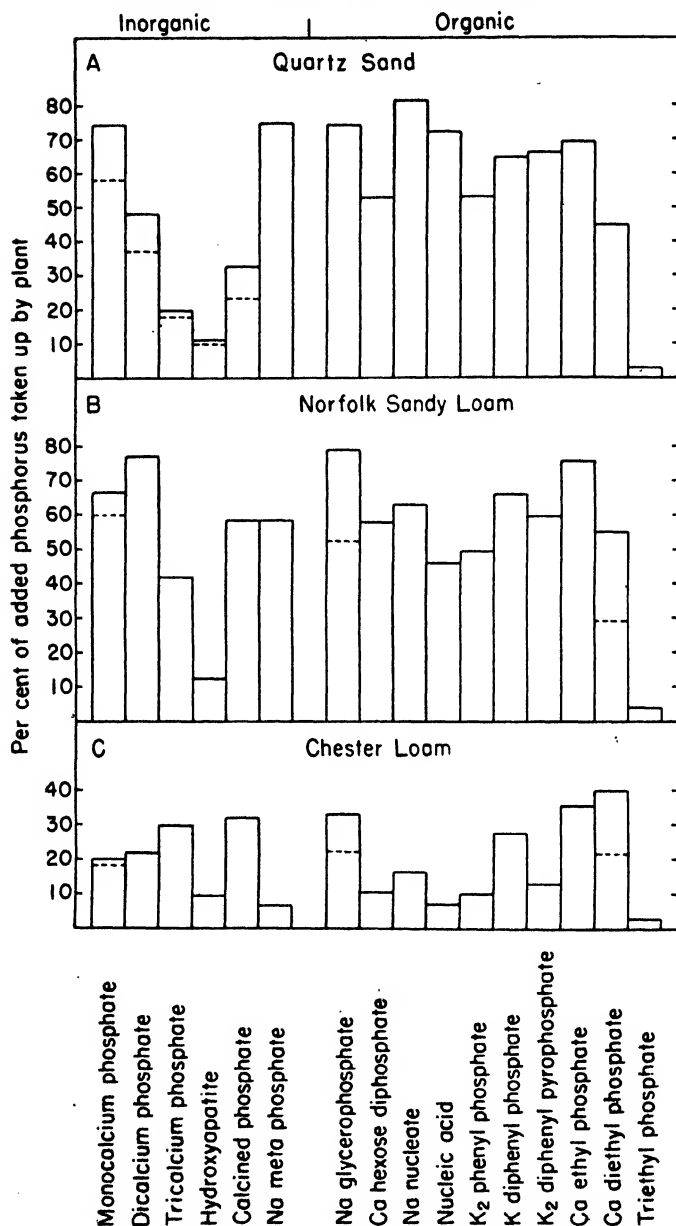 Inorganic Organic
A Quartz Sand
80
70
60
50
40
30
20
10
B Norfolk Sandy Loam
80
70
60
50
40
30
20
10
C Chester Loam
40
30
20
10
Per cent of added phosphorus taken up by plant
Monocalcium phosphate
Dicalcium phosphate
Tricalcium phosphate
Hydroxyapatite
Calcined phosphate
Na meta phosphate
Na glycerophosphate
Ca hexose diphosphate
Na nucleate
Nucleic acid
K2 phenyl phosphate
K diphenyl phosphate
K2 diphenyl pyrophosphate
Ca ethyl phosphate
Ca diethyl phosphate
Triethyl phosphate